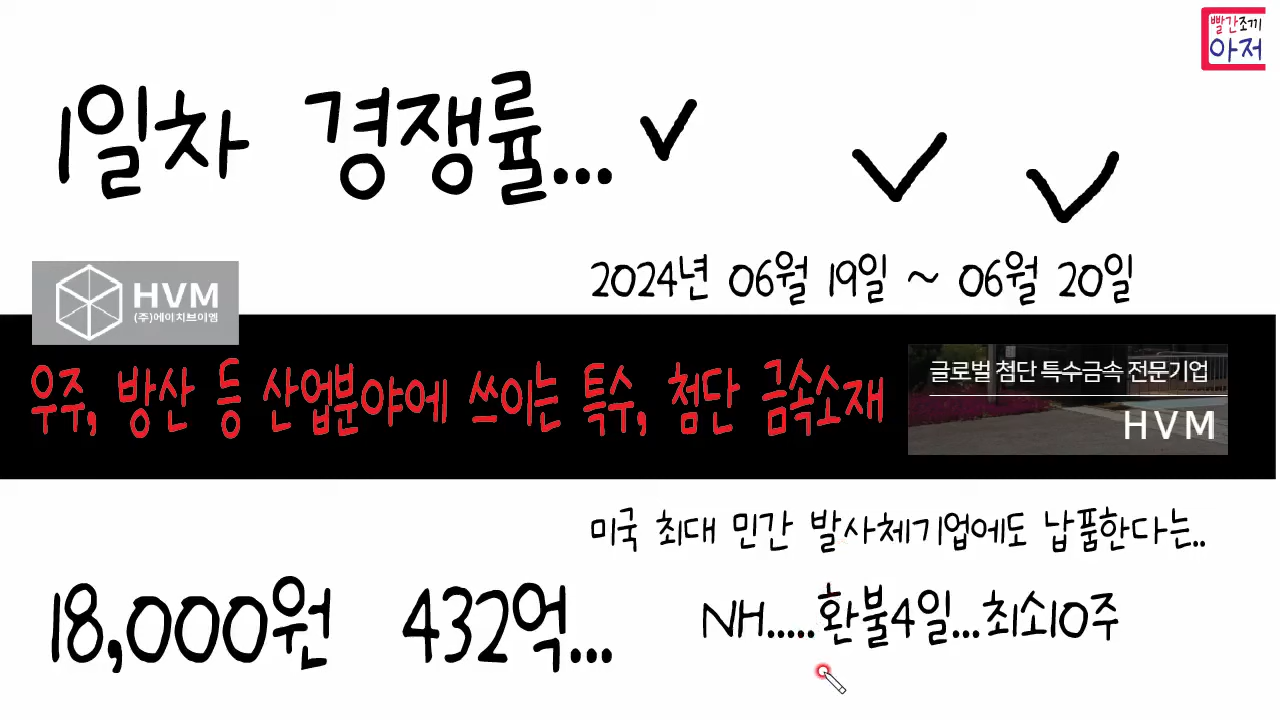 빨간조끼
아저
1일차 경쟁률...
2024년 06월 19일 ~ 06월 20일
HVM
(주)에이치브이엠
우주, 방산 등 산업분야에 쓰이는 특수, 첨단 금속소재
글로벌 첨단 특수금속 전문기업
HVM
미국 최대 민간 발사체기업에도 납품한다는..
18,000원 432억...
NH.....환불4일...최소10주